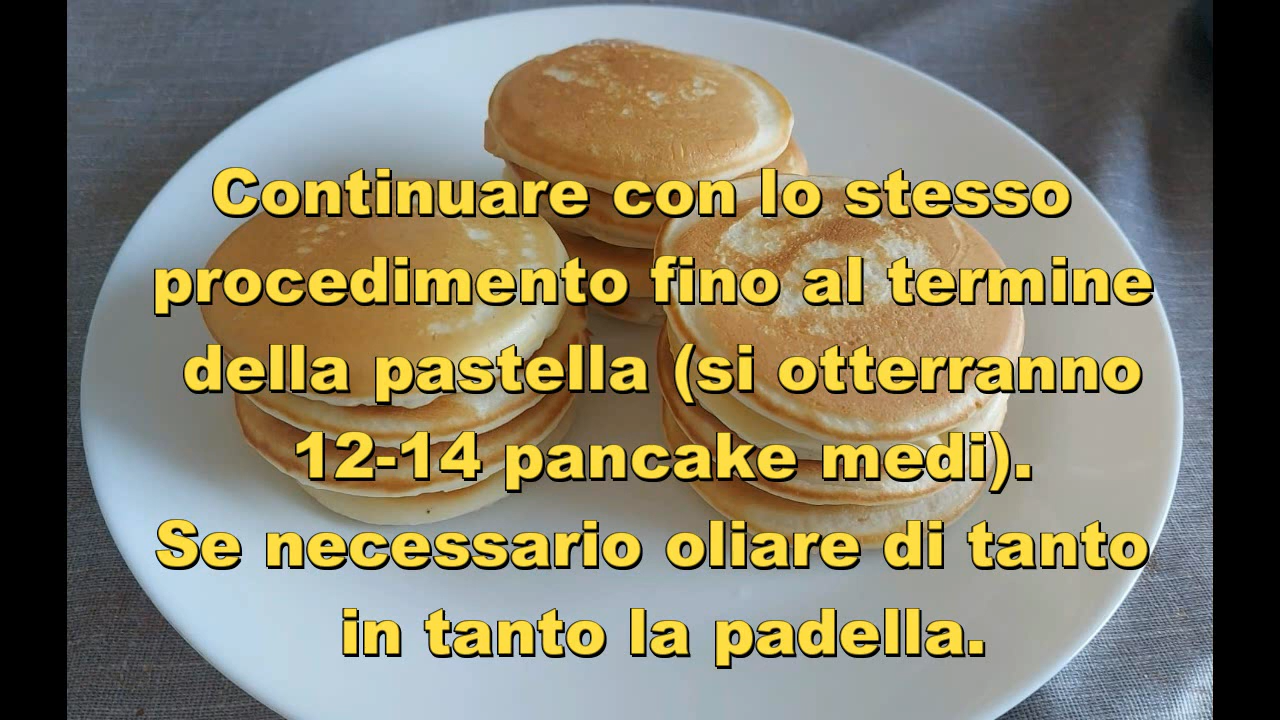 Continuare con lo stesso
procedimento fino al termine
della pastella (si otterranno
12-14 pancake medi).
Se necessario oliare di tanto
in tanto la padella.